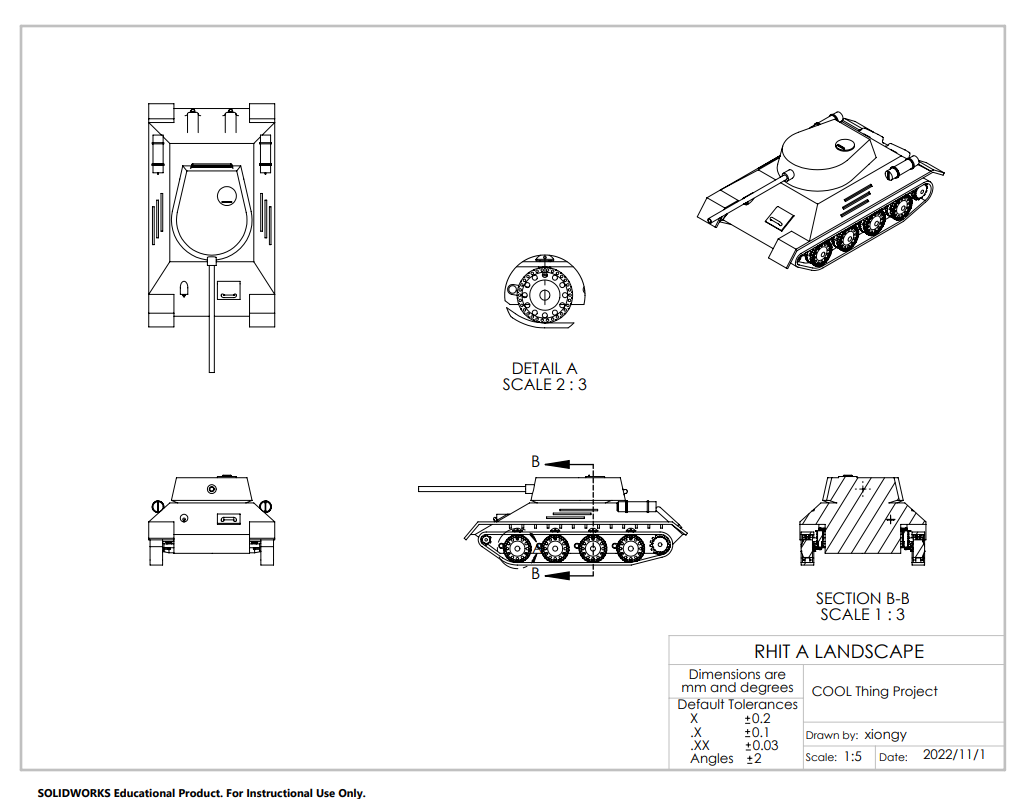 DETAIL A
SCALE 2 : 3
B
B
SECTION B-B
SCALE 1 : 3
RHIT A LANDSCAPE
Dimensions are
mm and degrees
COOL Thing Project
Default Tolerances
X ±0.2
.X ±0.1
.XX ±0.03
Angles ±2
Drawn by: xiongy
Scale: 1:5 Date: 2022/11/1
SOLIDWORKS Educational Product. For Instructional Use Only.